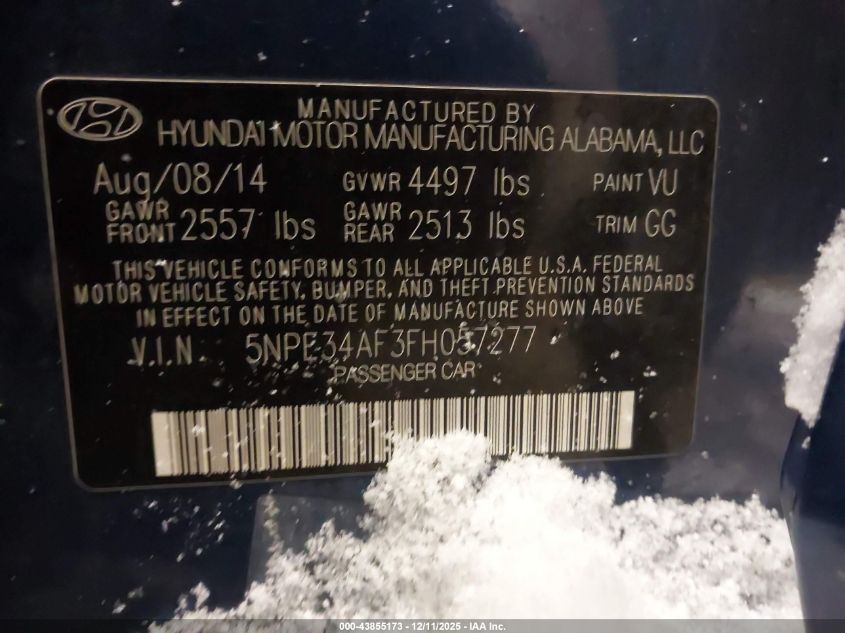 MANUFACTURED BY
HYUNDAI MOTOR MANUFACTURING ALABAMA, LLC
Aug/08/14 GVWR 4497 lbs PAINT VU
GAWR FRONT 2557 lbs GAWR REAR 2513 lbs TRIM GG
THIS VEHICLE CONFORMS TO ALL APPLICABLE U.S.A. FEDERAL
MOTOR VEHICLE SAFETY, BUMPER, AND THEFT PREVENTION STANDARDS
IN EFFECT ON THE DATE OF MANUFACTURE SHOWN ABOVE
V.I.N. 5NPE34AF3FH057277
PASSENGER CAR
000-43855173 - 12/11/2025 - IAA Inc.